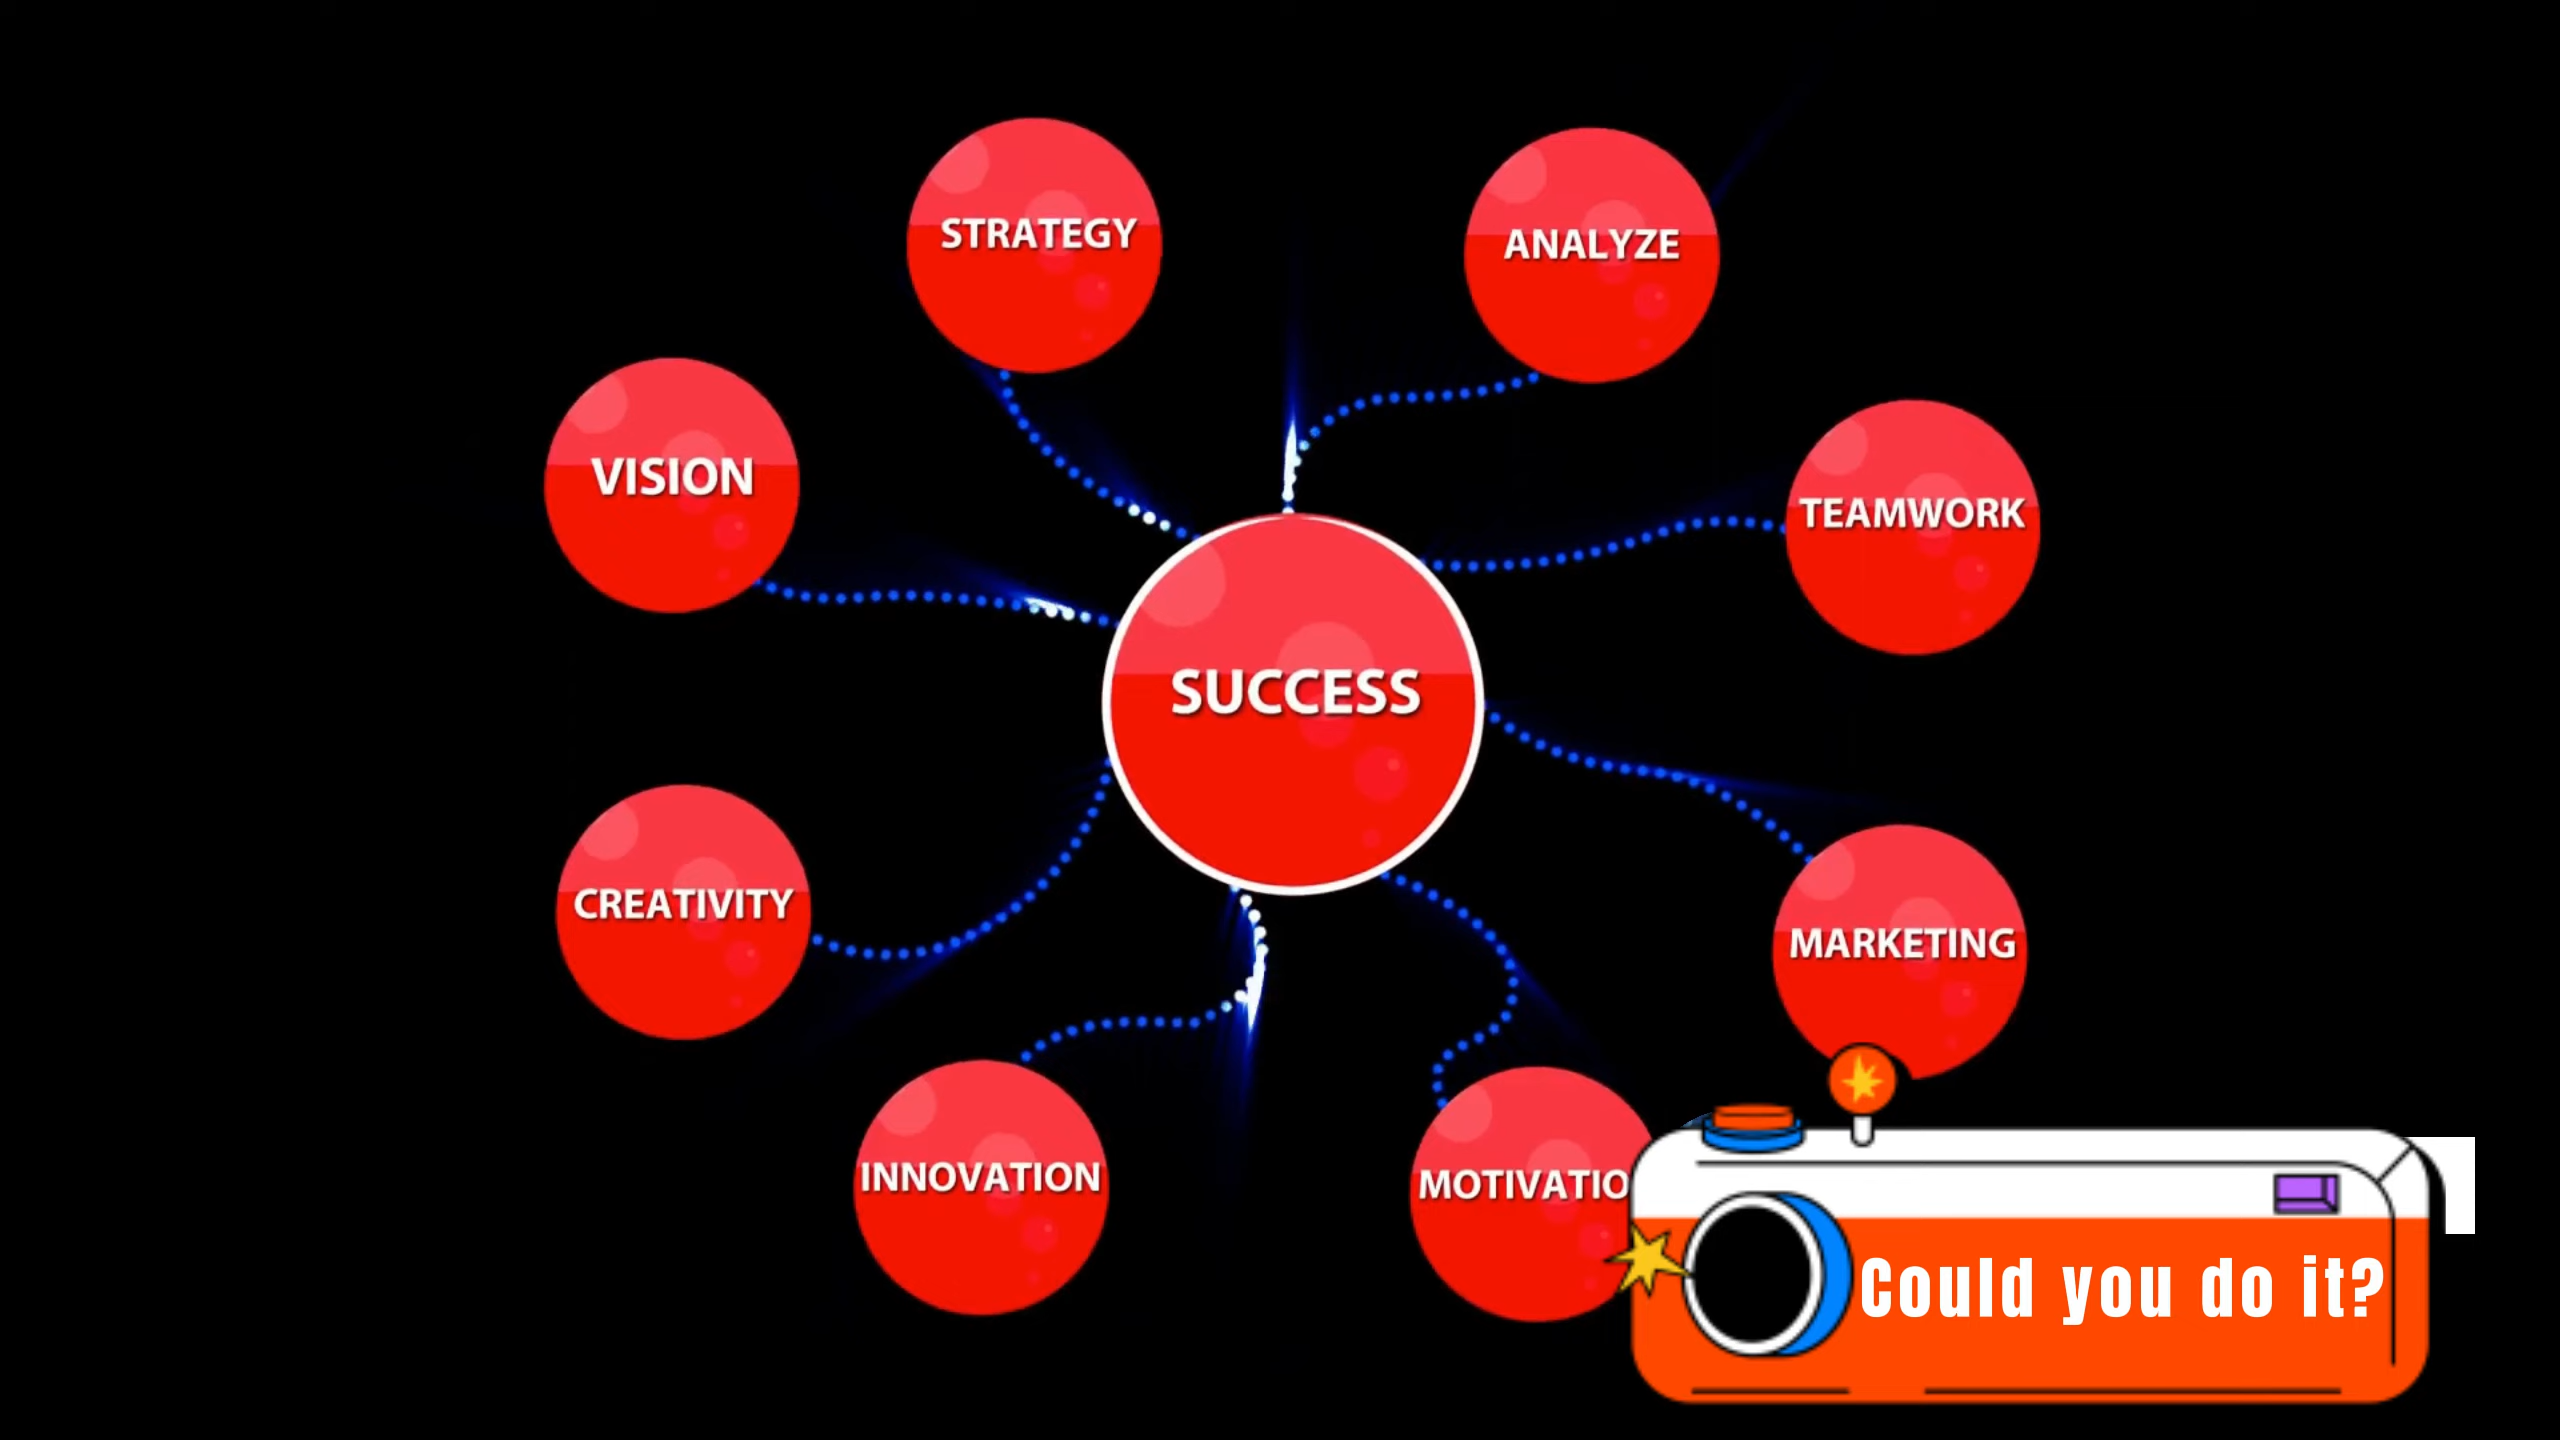 STRATEGY
ANALYZE
VISION
TEAMWORK
SUCCESS
CREATIVITY
MARKETING
INNOVATION
MOTIVATIO
Could you do it?